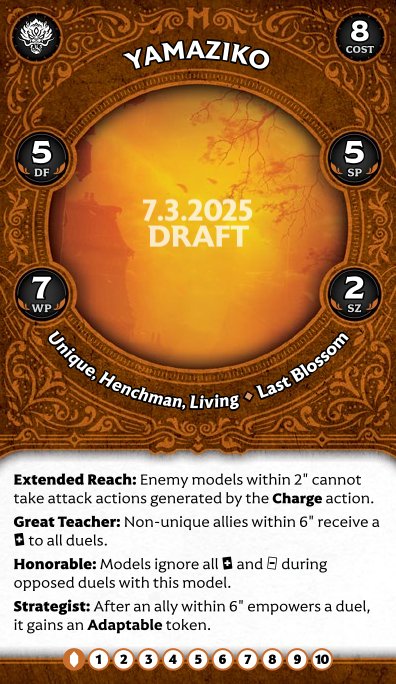 YAMAZIKO
8
COST
5
DF
5
SP
7.3.2025
DRAFT
7
WP
2
SZ
Unique, Henchman, Living ⬥ Last Blossom
Extended Reach: Enemy models within 2" cannot
take attack actions generated by the Charge action.
Great Teacher: Non-unique allies within 6" receive a
to all duels.
Honorable: Models ignore all and during
opposed duels with this model.
Strategist: After an ally within 6" empowers a duel,
it gains an Adaptable token.
1 2 3 4 5 6 7 8 9 10